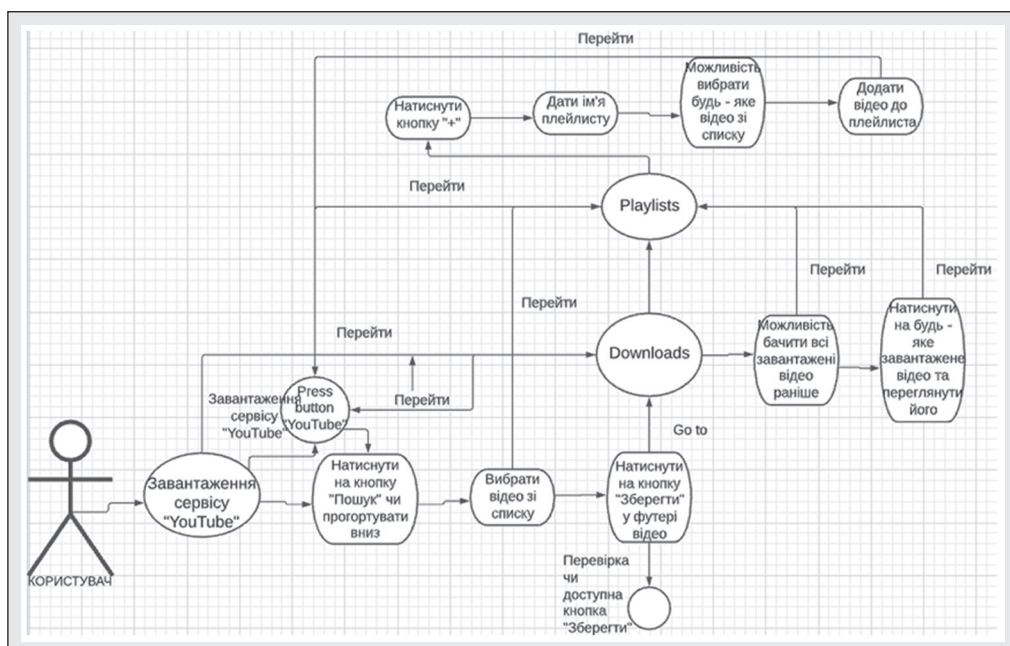 Перейти
Натиснути
кнопку "+"
Дати ім'я
плейлисту
Можливість
вибрати
будь - яке
відео зі
списку
Додати
відео до
плейлиста
Перейти
Playlists
Перейти
Перейти
Перейти
Перейти
Downloads
Можливість
бачити всі
завантажені
відео
раніше
Натиснути
на будь -
яке
завантажене
відео та
переглянути
його
Завантаження
сервісу
"YouTube"
Press
button
"YouTube"
Перейти
Go to
КОРИСТУВАЧ
Завантаження
сервісу
"YouTube"
Натиснути
на кнопку
"Пошук" чи
прогортувати
вниз
Вибрати
відео зі
списку
Натиснути
на кнопку
"Зберегти"
у футері
відео
Перевірка
чи
доступна
кнопка
"Зберегти"